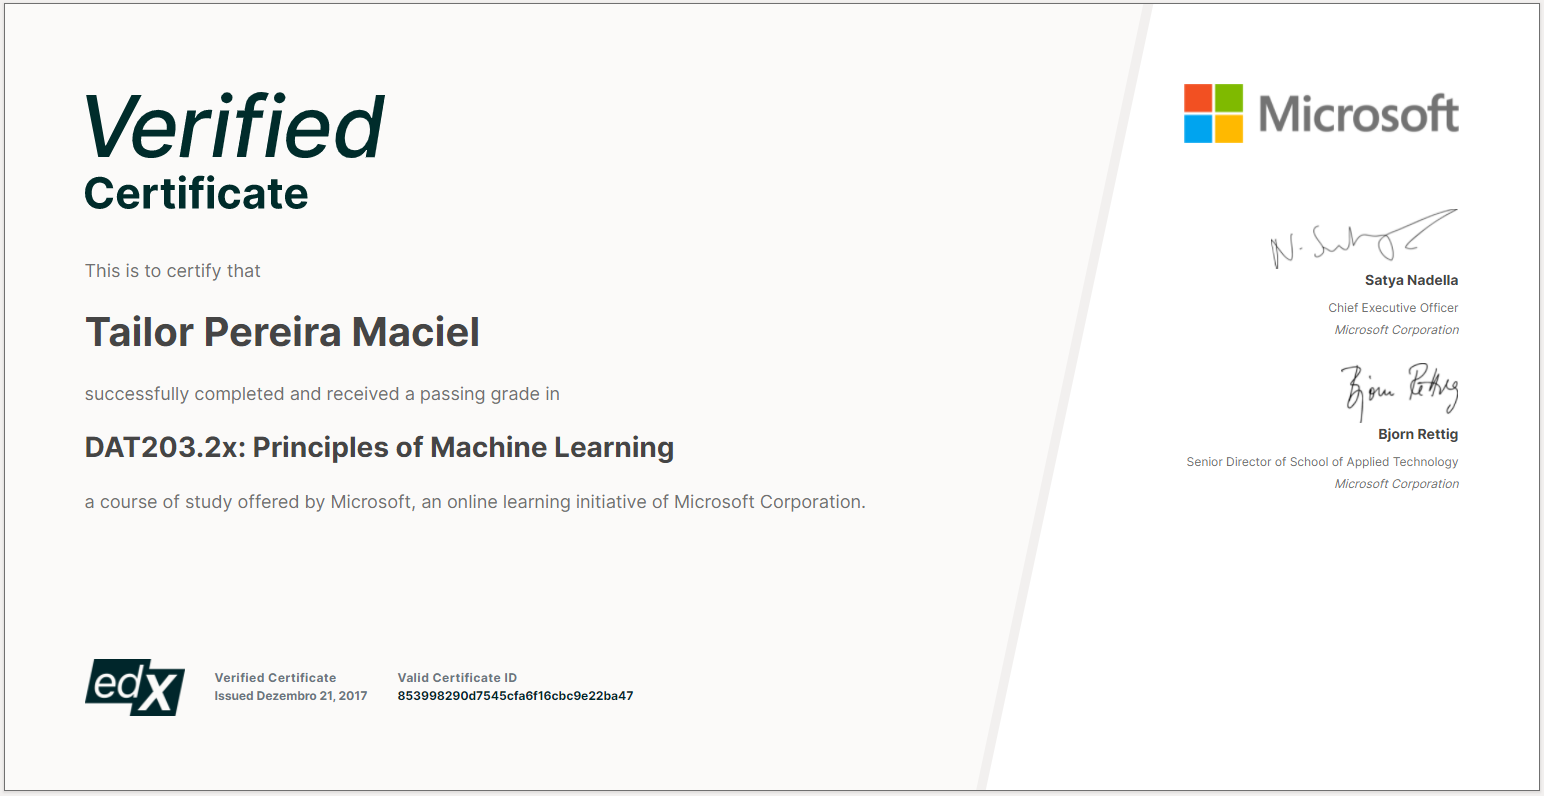 Verified
Certificate
This is to certify that
Tailor Pereira Maciel
successfully completed and received a passing grade in
DAT203.2x: Principles of Machine Learning
a course of study offered by Microsoft, an online learning initiative of Microsoft Corporation.
edX
Verified Certificate
Issued Dezembro 21, 2017
Valid Certificate ID
853998290d7545cfa6f16cbc9e22ba47
Microsoft
Satya Nadella
Chief Executive Officer
Microsoft Corporation
Bjorn Rettig
Bjorn Rettig
Senior Director of School of Applied Technology
Microsoft Corporation